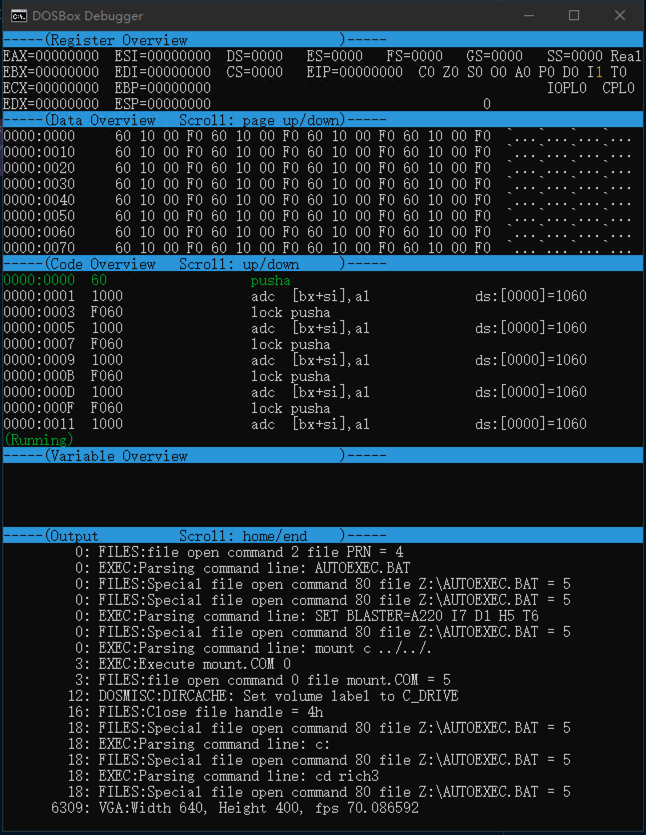 DOSBox Debugger
-----(Register Overview                   )-----
EAX=00000000  ESI=00000000  DS=0000   ES=0000   FS=0000   GS=0000   SS=0000 Real
EBX=00000000  EDI=00000000  CS=0000   EIP=00000000  C0 Z0 S0 O0 A0 P0 D0 I1 T0
ECX=00000000  EBP=00000000                                          IOPL0  CPL0
EDX=00000000  ESP=00000000                                  0
-----(Data Overview   Scroll: page up/down)-----
0000:0000     60 10 00 F0 60 10 00 F0 60 10 00 F0 60 10 00 F0  `...`...`...`...
0000:0010     60 10 00 F0 60 10 00 F0 60 10 00 F0 60 10 00 F0  `...`...`...`...
0000:0020     60 10 00 F0 60 10 00 F0 60 10 00 F0 60 10 00 F0  `...`...`...`...
0000:0030     60 10 00 F0 60 10 00 F0 60 10 00 F0 60 10 00 F0  `...`...`...`...
0000:0040     60 10 00 F0 60 10 00 F0 60 10 00 F0 60 10 00 F0  `...`...`...`...
0000:0050     60 10 00 F0 60 10 00 F0 60 10 00 F0 60 10 00 F0  `...`...`...`...
0000:0060     60 10 00 F0 60 10 00 F0 60 10 00 F0 60 10 00 F0  `...`...`...`...
0000:0070     60 10 00 F0 60 10 00 F0 60 10 00 F0 60 10 00 F0  `...`...`...`...
-----(Code Overview   Scroll: up/down     )-----
0000:0000  60                  pusha
0000:0001  1000                adc  [bx+si],al             ds:[0000]=1060
0000:0003  F060                lock pusha
0000:0005  1000                adc  [bx+si],al             ds:[0000]=1060
0000:0007  F060                lock pusha
0000:0009  1000                adc  [bx+si],al             ds:[0000]=1060
0000:000B  F060                lock pusha
0000:000D  1000                adc  [bx+si],al             ds:[0000]=1060
0000:000F  F060                lock pusha
0000:0011  1000                adc  [bx+si],al             ds:[0000]=1060
(Running)
-----(Variable Overview                   )-----
-----(Output          Scroll: home/end    )-----
0: FILES:file open command 2 file PRN = 4
0: EXEC:Parsing command line: AUTOEXEC.BAT
0: FILES:Special file open command 80 file Z:\AUTOEXEC.BAT = 5
0: FILES:Special file open command 80 file Z:\AUTOEXEC.BAT = 5
0: EXEC:Parsing command line: SET BLASTER=A220 I7 D1 H5 T6
0: FILES:Special file open command 80 file Z:\AUTOEXEC.BAT = 5
0: EXEC:Parsing command line: mount c ../../.
3: EXEC:Execute mount.COM 0
3: FILES:file open command 0 file mount.COM = 5
12: DOSMISC:DIRCACHE: Set volume label to C_DRIVE
16: FILES:Close file handle = 4h
18: FILES:Special file open command 80 file Z:\AUTOEXEC.BAT = 5
18: EXEC:Parsing command line: c:
18: FILES:Special file open command 80 file Z:\AUTOEXEC.BAT = 5
18: EXEC:Parsing command line: cd rich3
18: FILES:Special file open command 80 file Z:\AUTOEXEC.BAT = 5
6309: VGA:Width 640, Height 400, fps 70.086592